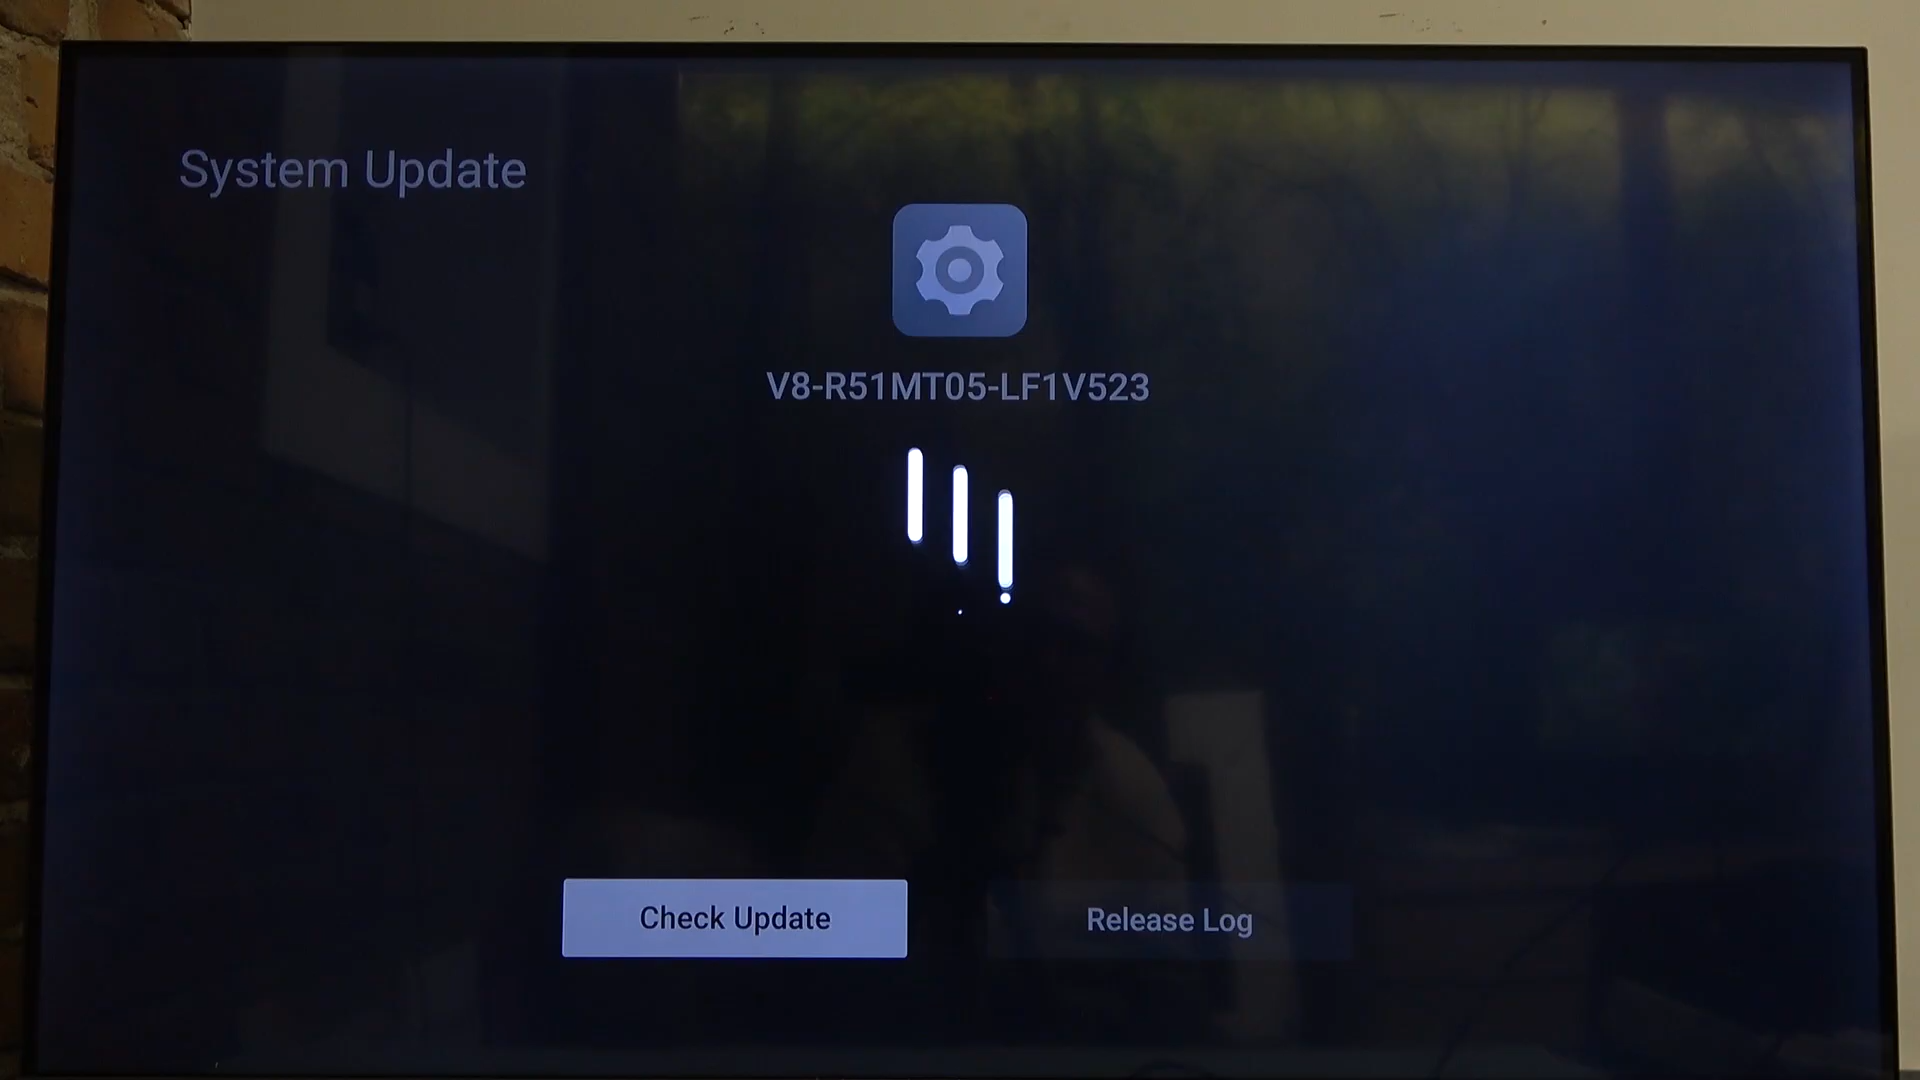 System Update
V8-R51MT05-LF1V523
Check Update
Release Log